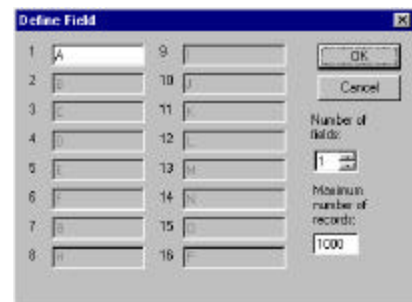 Define Field
1 A
2 B
3 C
4 D
5 E
6 F
7 G
8 H
9 I
10 J
11 K
12 L
13 M
14 N
15 O
16 P
OK
Cancel
Number of
fields:
1
Maximum
number of
records:
1000